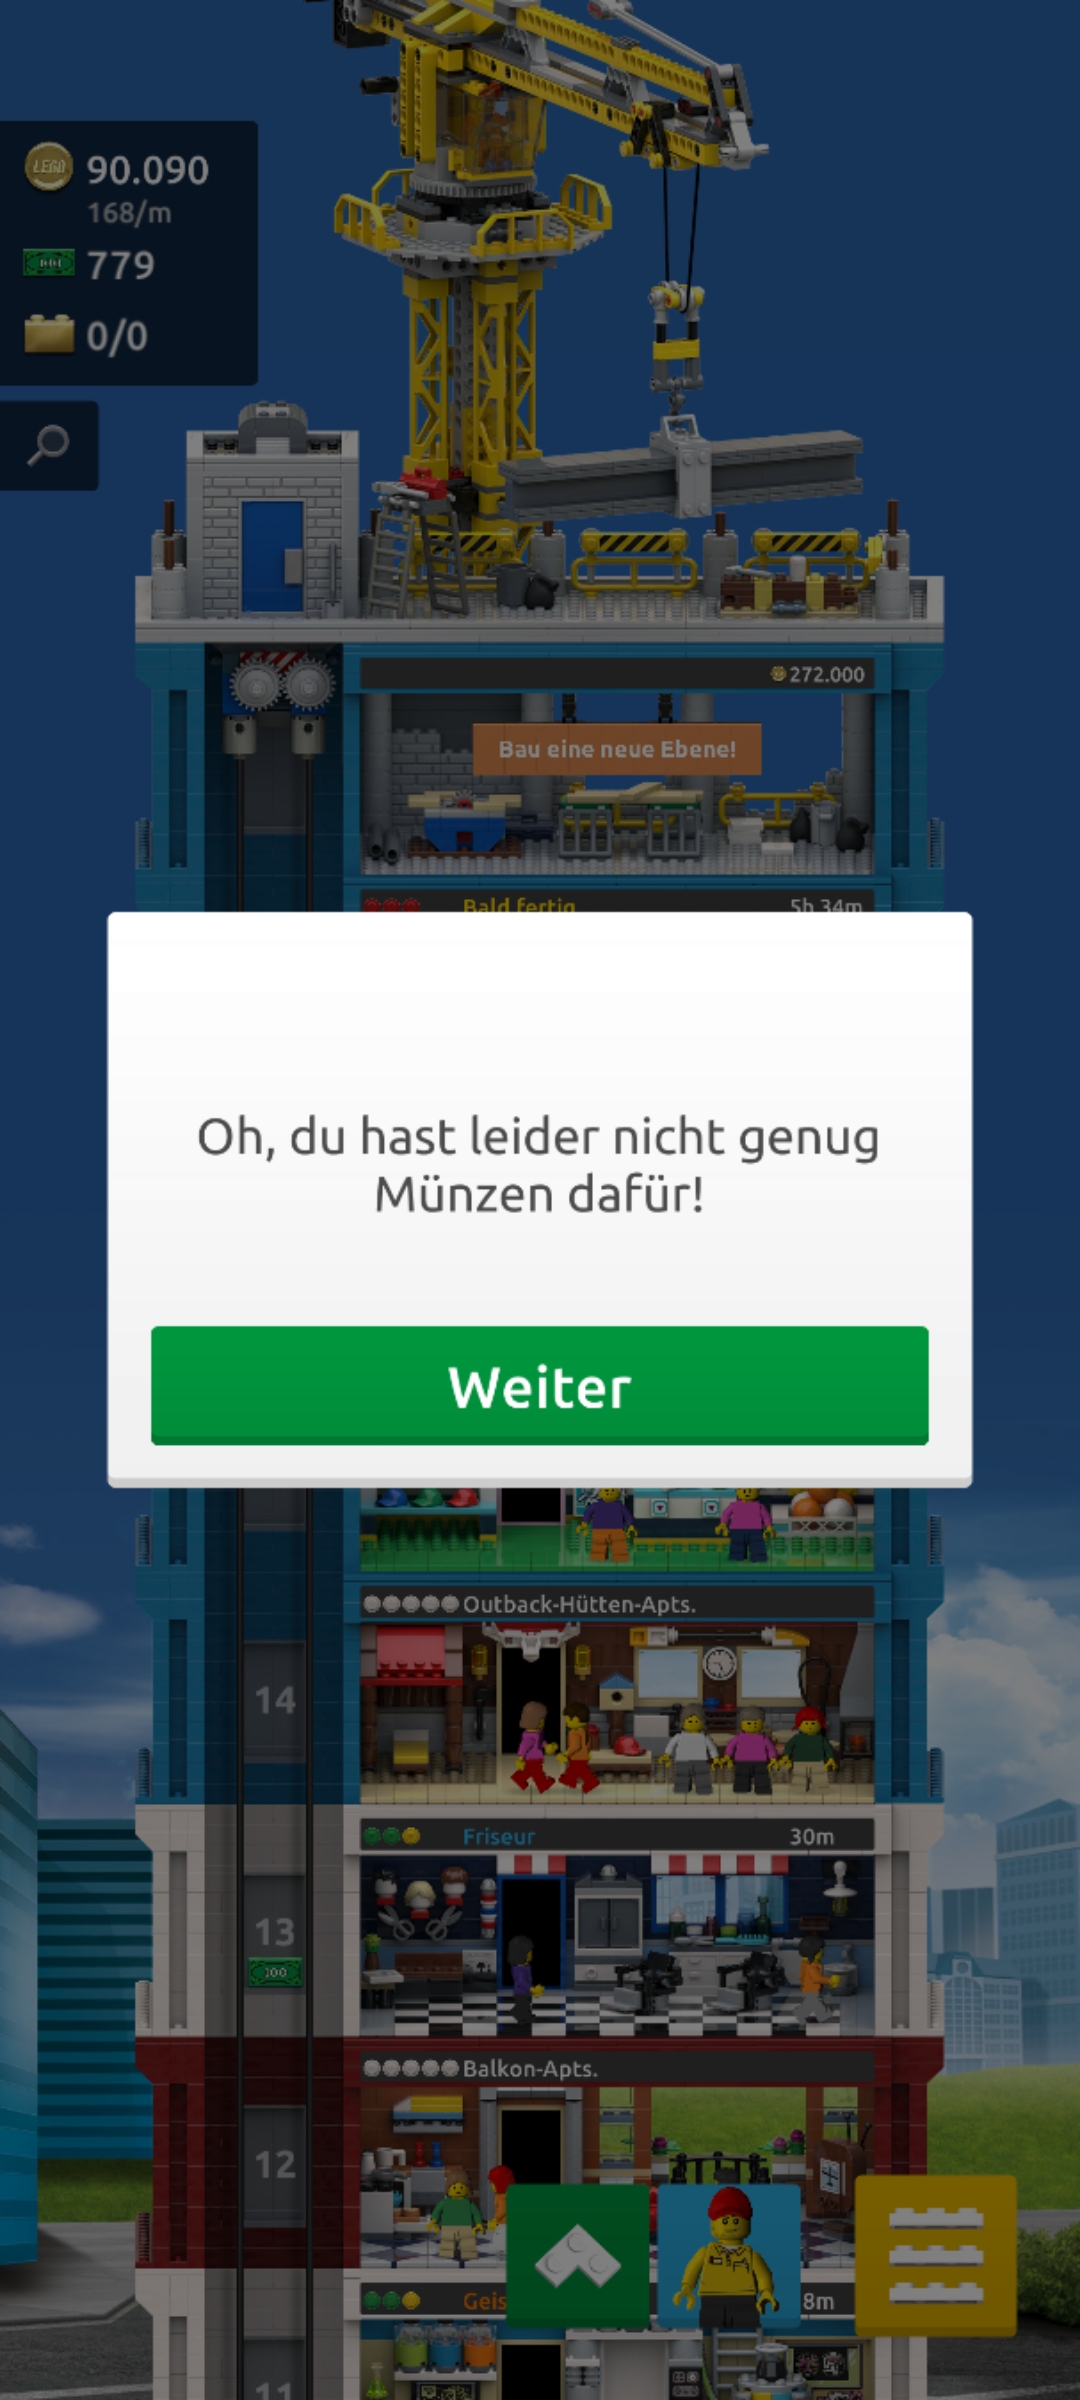 LEGO
90.090
168/m
779
0/0
272.000
Bau eine neue Ebene!
Bald fertig
5h 34m
Oh, du hast leider nicht genug
Münzen dafür!
Weiter
Outback-Hütten-Apts.
14
Friseur
30m
13
100
Balkon-Apts.
12
Geis
8m
11